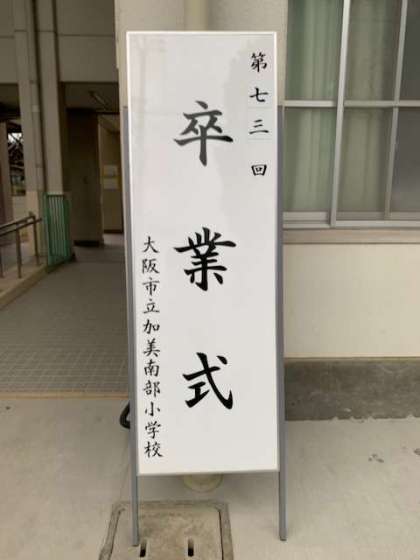 第七三回
卒業式
大阪市立加美南部小学校